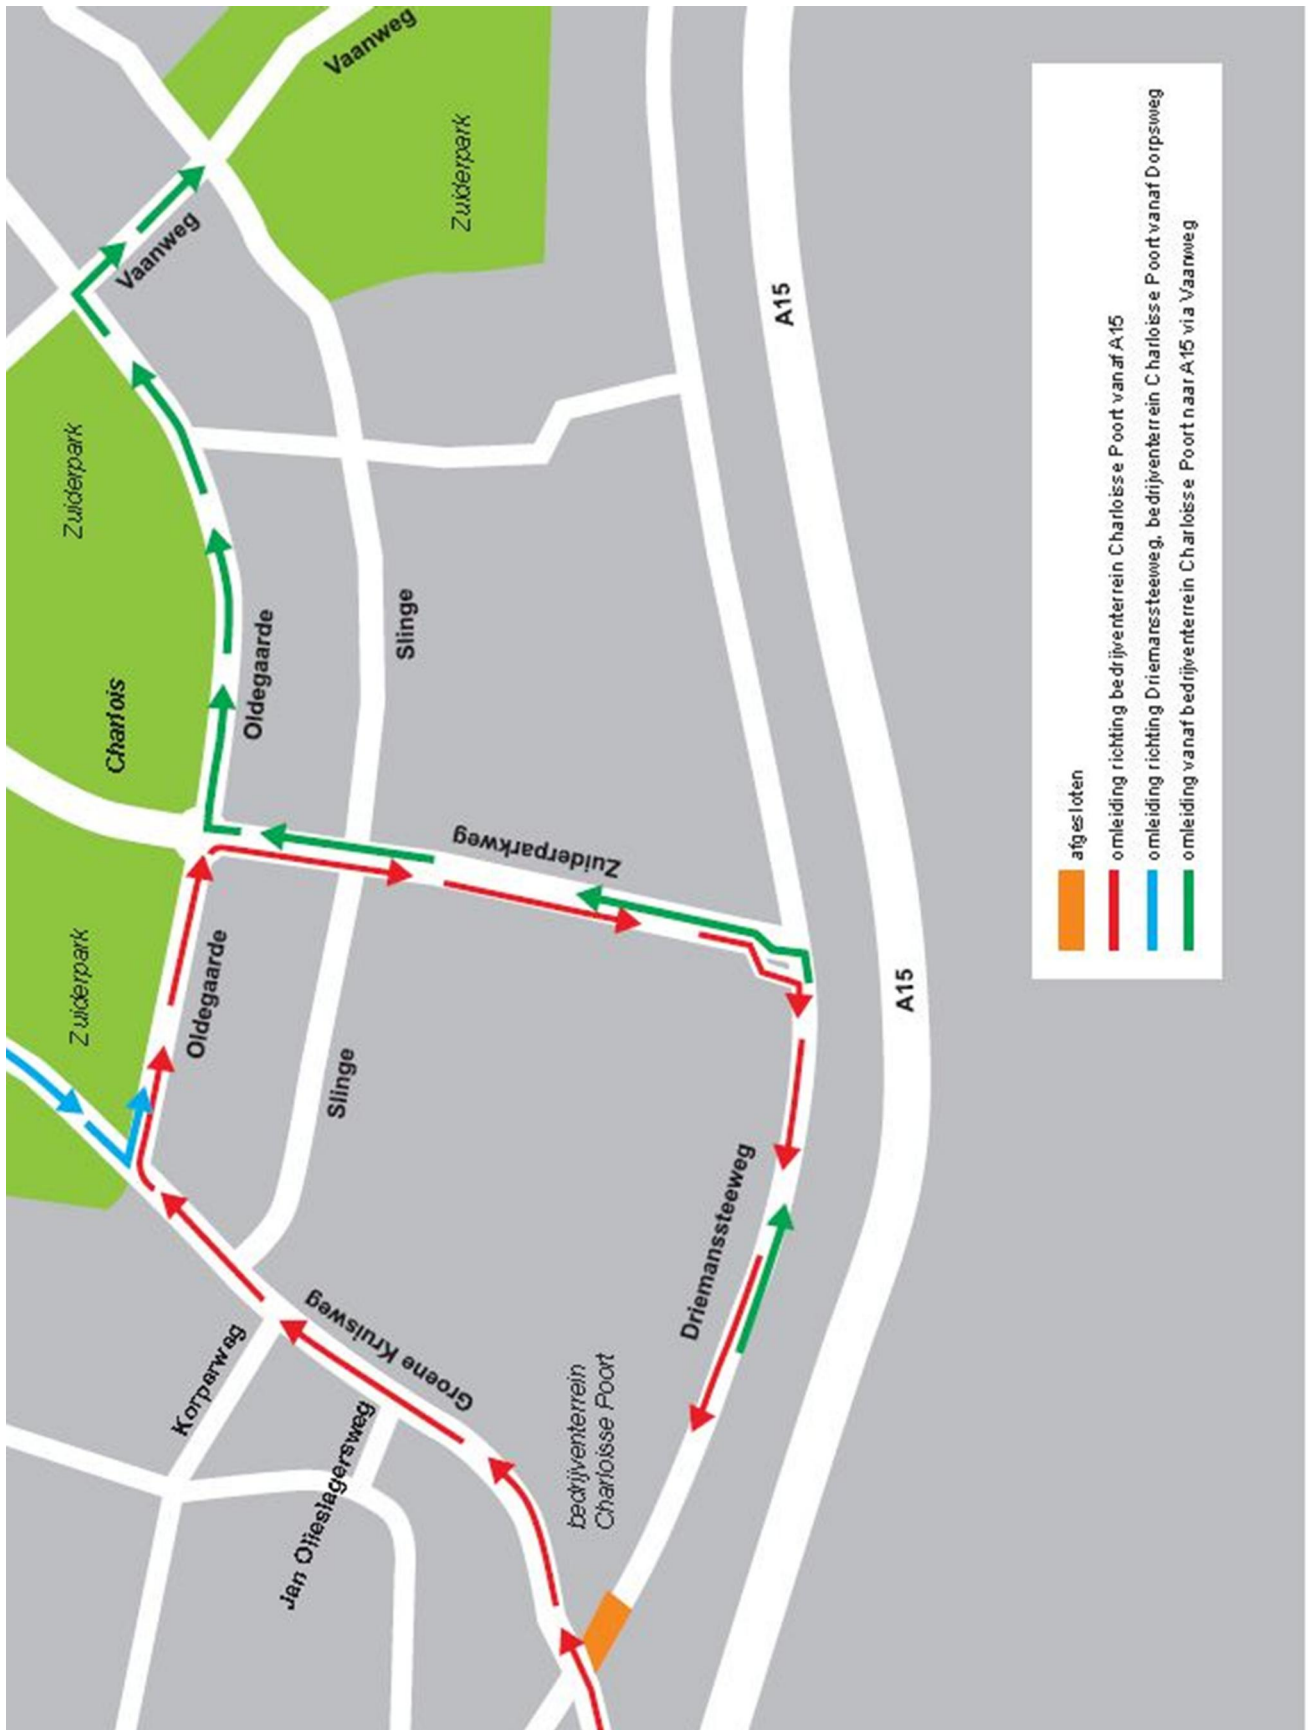 Vaanweg
Zuiderpark
Vaanweg
A15
Zuiderpark
Charlois
Oldegaarde
Slinge
Zuiderparkweg
Zuiderpark
Oldegaarde
Slinge
A15
Driemanssteeweg
Groene Kruisweg
Korperweg
Jan Olieslagersweg
bedrijventerrein
Charloisse Poort
afgesloten
omleiding richting bedrijventerrein Charloisse Poort vanaf A15
omleiding richting Driemanssteeweg, bedrijventerrein Charloisse Poort vanaf Dorpsweg
omleiding vanaf bedrijventerrein Charloisse Poort naar A15 via Vaanweg